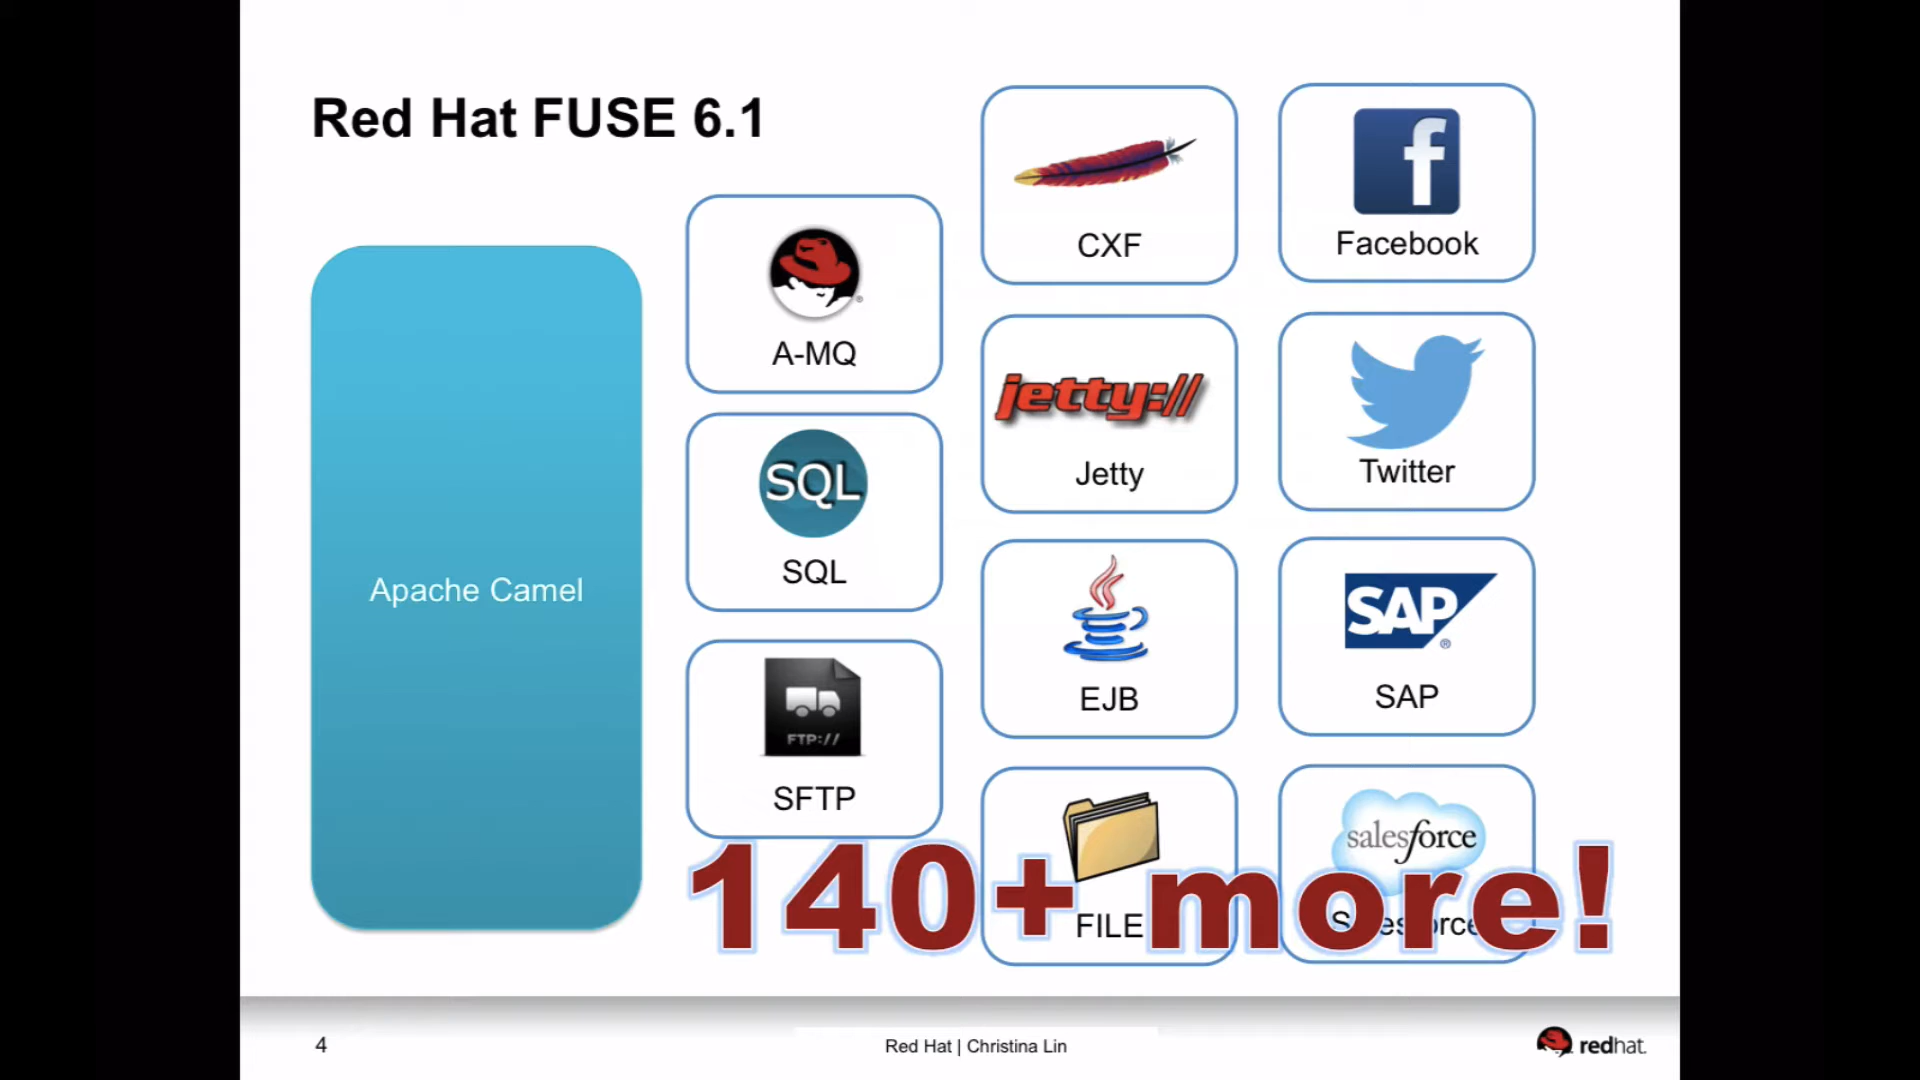 Red Hat FUSE 6.1
Apache Camel
A-MQ
SQL
SQL
FTP://
SFTP
CXF
jetty://
Jetty
EJB
FILE
f
Facebook
Twitter
SAP
®
SAP
salesforce
Salesforce
140+ more!
4
Red Hat | Christina Lin
redhat.